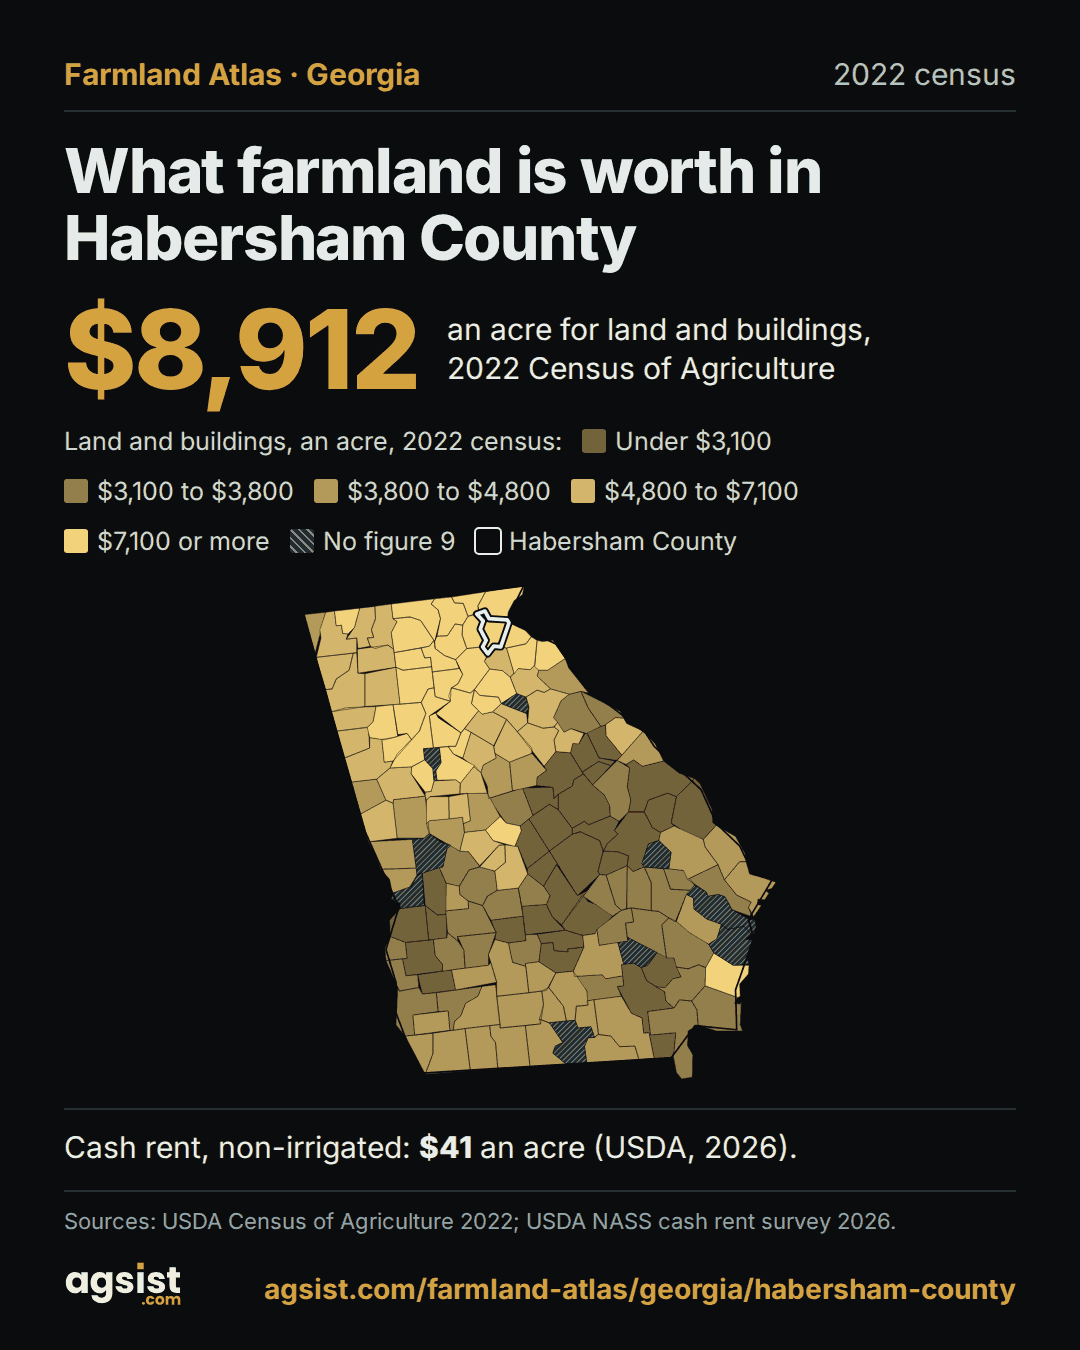 Farmland Atlas · Georgia
2022 census
What farmland is worth in
Habersham County
$8,912
an acre for land and buildings,
2022 Census of Agriculture
Land and buildings, an acre, 2022 census: Under $3,100
$3,100 to $3,800 $3,800 to $4,800 $4,800 to $7,100
$7,100 or more No figure 9 Habersham County
Cash rent, non-irrigated: $41 an acre (USDA, 2026).
Sources: USDA Census of Agriculture 2022; USDA NASS cash rent survey 2026.
agsist
.com
agsist.com/farmland-atlas/georgia/habersham-county